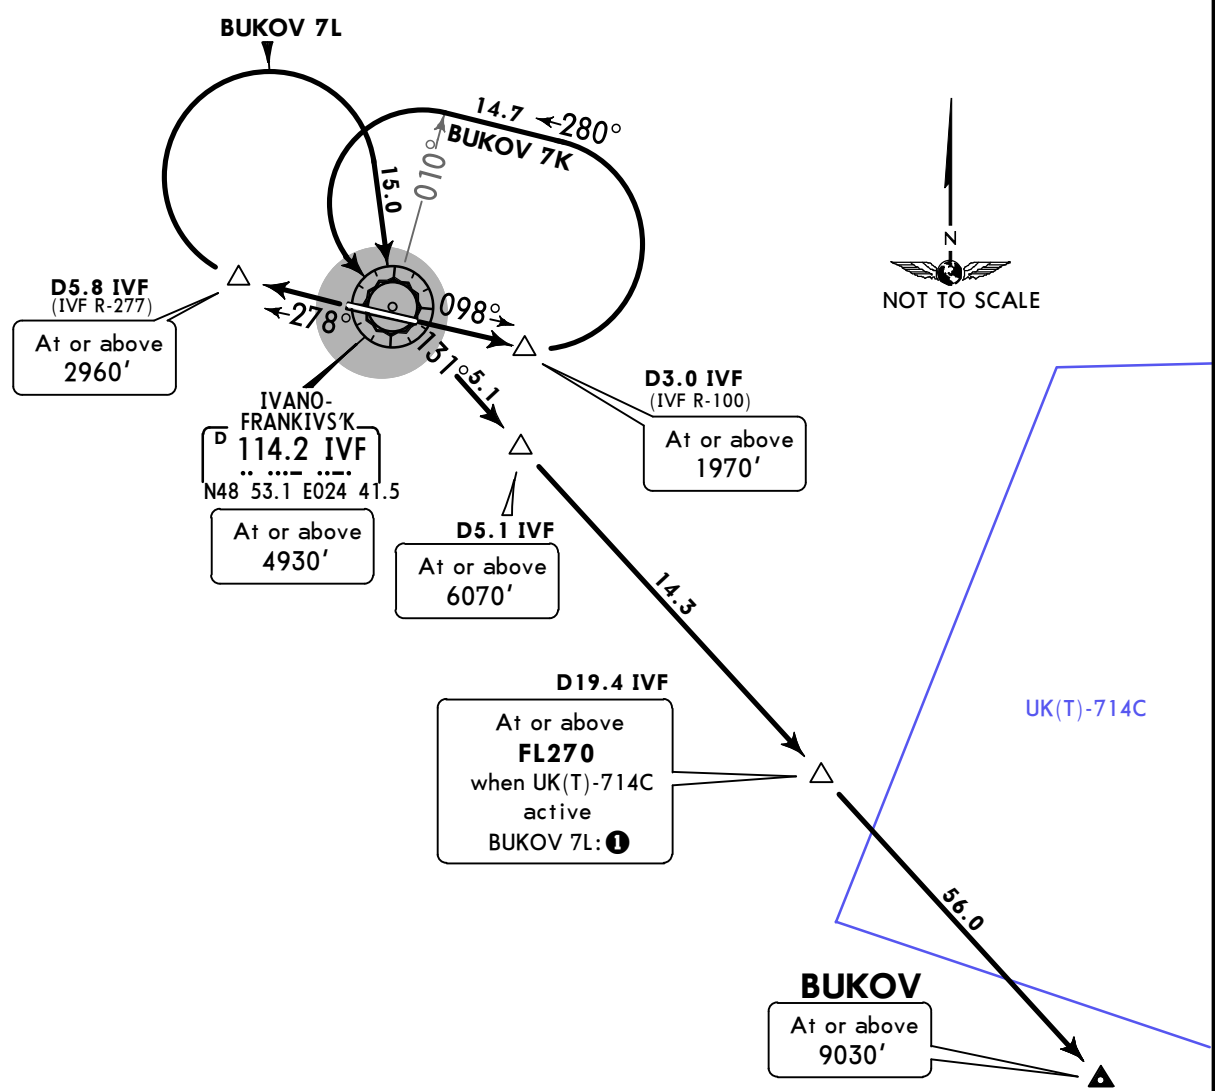 BUKOV 7L
14.7
280°
BUKOV 7K
010°
15.0
D5.8 IVF
(IVF R-277)
At or above
2960'
278°
098°
131°
5.1
N
NOT TO SCALE
D3.0 IVF
(IVF R-100)
At or above
1970'
IVANO-
FRANKIVS'K
D 114.2 IVF
N48 53.1 E024 41.5
At or above
4930'
D5.1 IVF
At or above
6070'
14.3
D19.4 IVF
At or above
FL270
when UK(T)-714C
active
BUKOV 7L: 1
UK(T)-714C
56.0
BUKOV
At or above
9030'